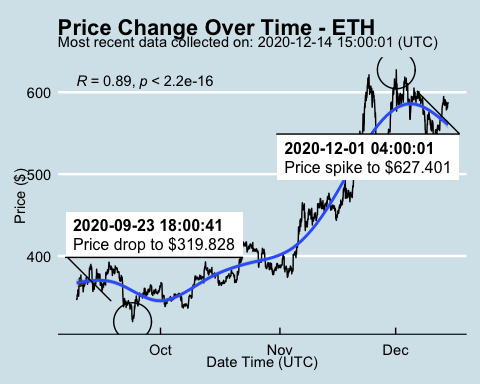 Price Change Over Time - ETH
Most recent data collected on: 2020-12-14 15:00:01 (UTC)
R = 0.89, p < 2.2e-16
600
2020-12-01 04:00:01
Price spike to $627.401
500
Price ($)
2020-09-23 18:00:41
Price drop to $319.828
400
Oct
Nov
Dec
Date Time (UTC)